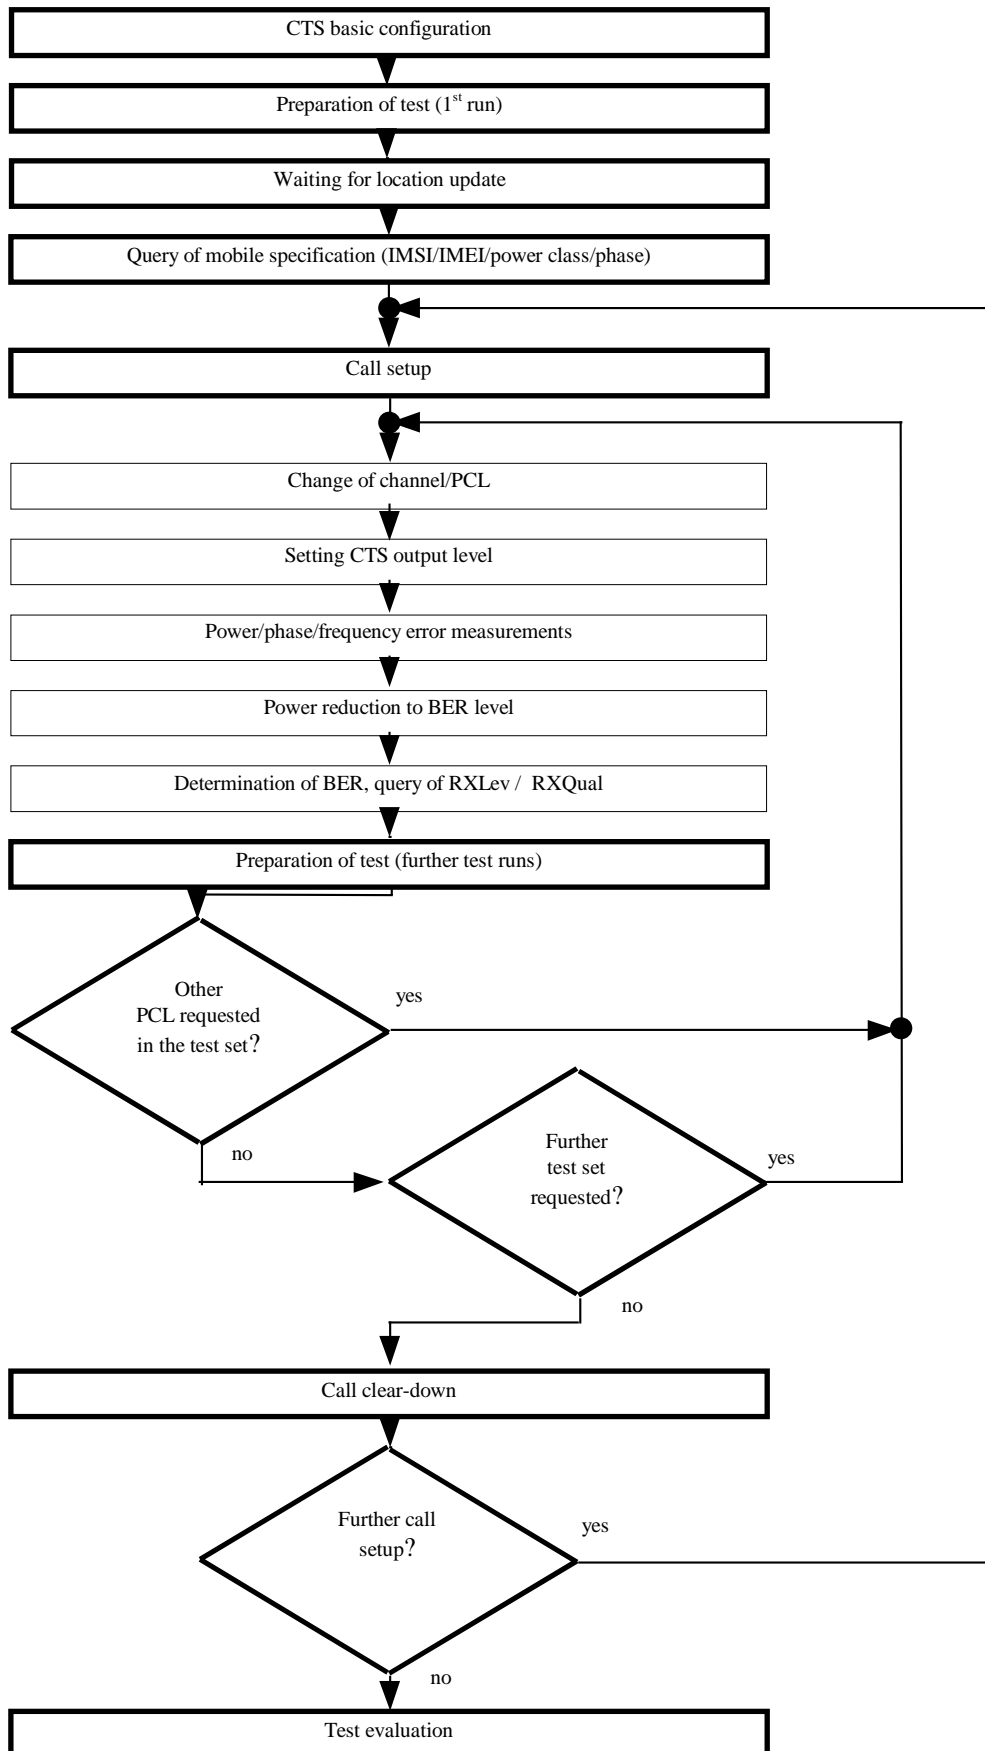 CTS basic configuration
Preparation of test (1st run)
Waiting for location update
Query of mobile specification (IMSI/IMEI/power class/phase)
Call setup
Change of channel/PCL
Setting CTS output level
Power/phase/frequency error measurements
Power reduction to BER level
Determination of BER, query of RXLev / RXQual
Preparation of test (further test runs)
Other
PCL requested
in the test set?
yes
no
Further
test set
requested?
yes
no
Call clear-down
Further call
setup?
yes
no
Test evaluation